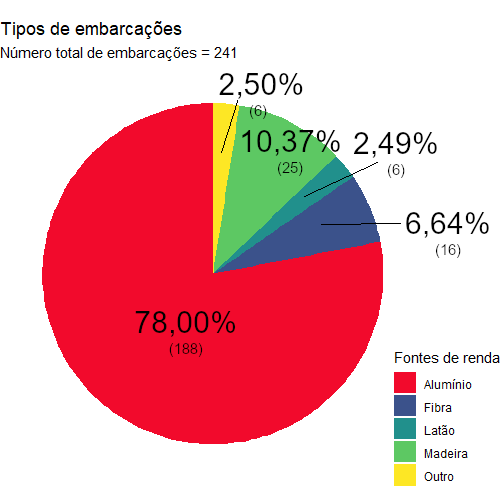 Tipos de embarcações
Número total de embarcações = 241
2,50%
(6)
10,37%
(25)
2,49%
(6)
6,64%
(16)
78,00%
(188)
Fontes de renda
Alumínio
Fibra
Latão
Madeira
Outro